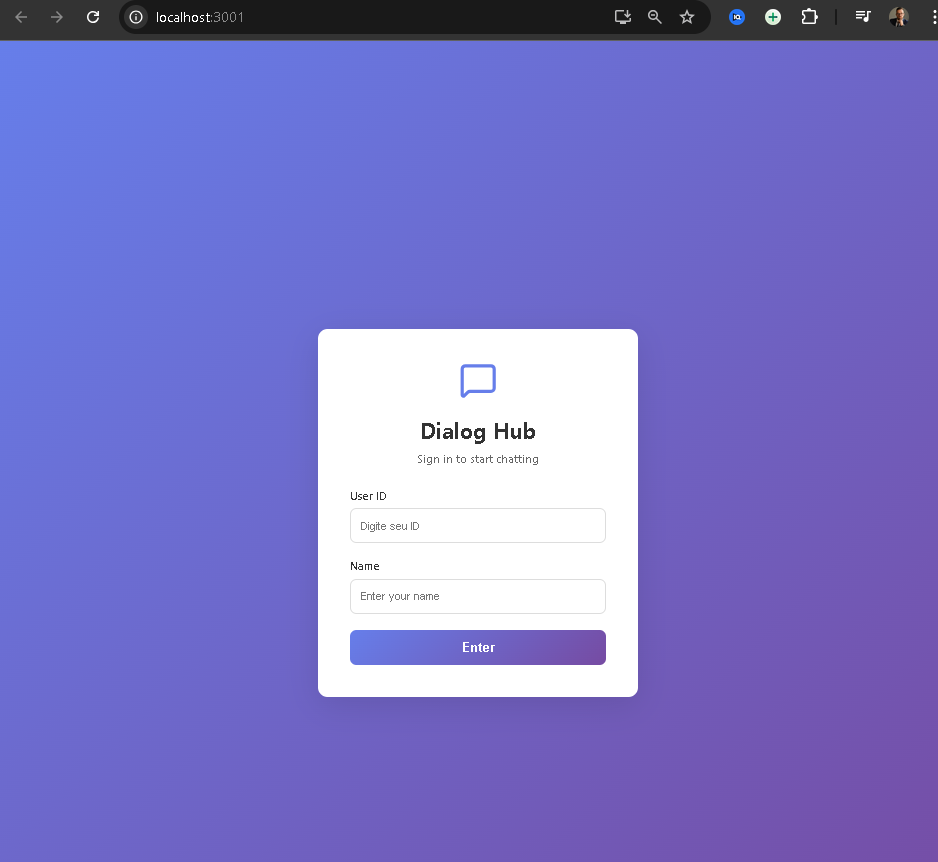 localhost:3001
Dialog Hub
Sign in to start chatting
User ID
Digite seu ID
Name
Enter your name
Enter